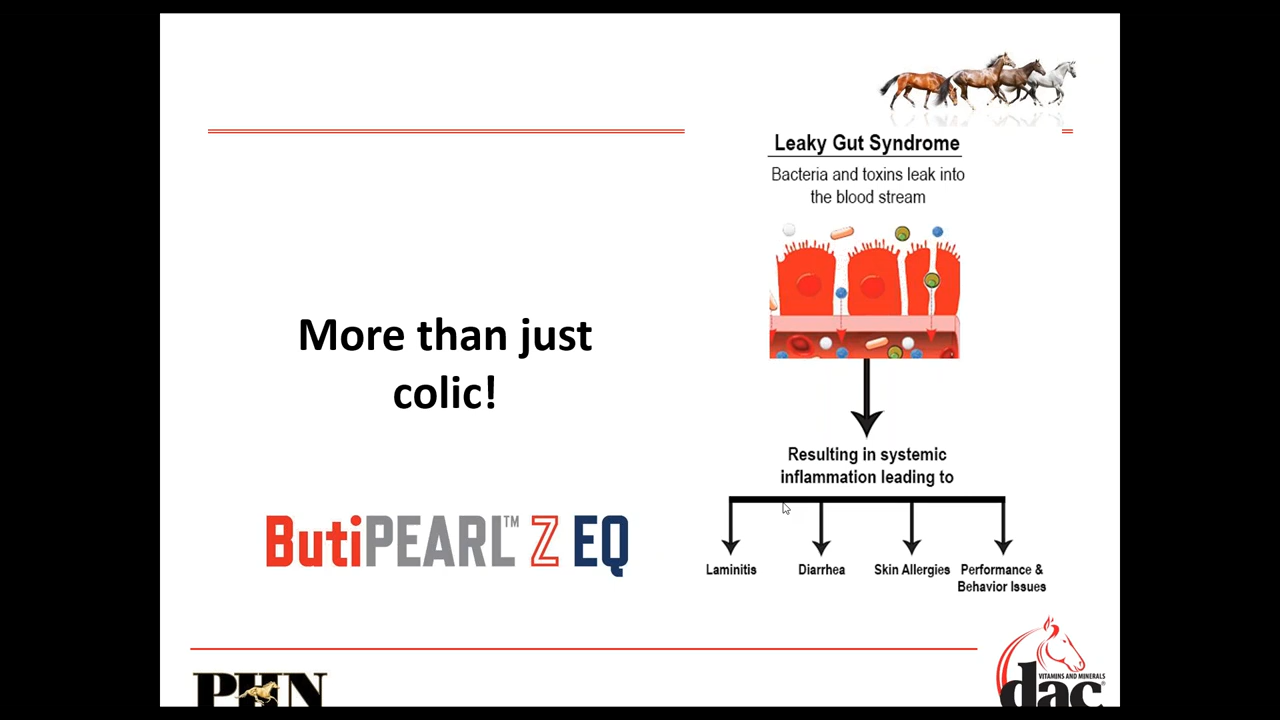 Leaky Gut Syndrome
Bacteria and toxins leak into
the blood stream
More than just
colic!
Resulting in systemic
inflammation leading to
ButiPEARL™ Z EQ
Laminitis
Diarrhea
Skin Allergies
Performance &
Behavior Issues
PHN
VITAMINS AND MINERALS
dac®